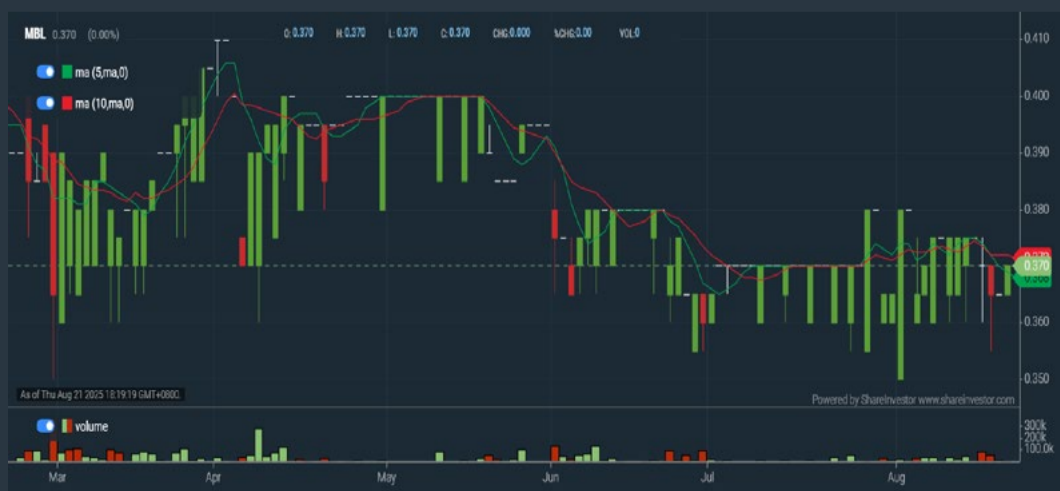 MBL 0.370 (0.00%) O: 0.370 H: 0.370 L: 0.370 C: 0.370 CHG:0.000 %CHG:0.00 VOL:0
0.410
ma (5,ma,0)
ma (10,ma,0)
0.400
0.390
0.380
0.370
0.360
0.350
As of Thu Aug 21 2025 18:19:19 GMT+0800
Powered by ShareInvestor www.shareinvestor.com
volume
300k
200k
100.0k
Mar Apr May Jun Jul Aug